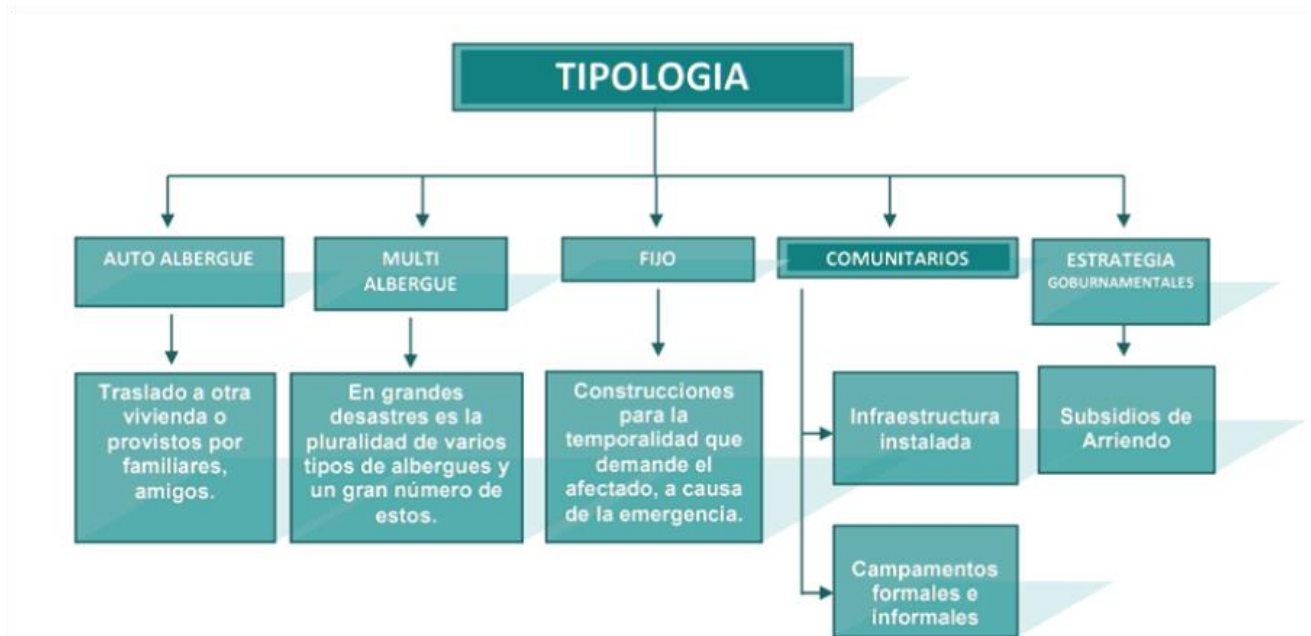 TIPOLOGIA
AUTO ALBERGUE
MULTI
ALBERGUE
FIJO
COMUNITARIOS
ESTRATEGIA
GOBURNAMENTALES
Traslado a otra
vivienda o
provistos por
familiares,
amigos.
En grandes
desastres es la
pluralidad de varios
tipos de albergues y
un gran número de
estos.
Construcciones
para la
temporalidad que
demande el
afectado, a causa
de la emergencia.
Infraestructura
instalada
Subsidios de
Arriendo
Campamentos
formales e
informales